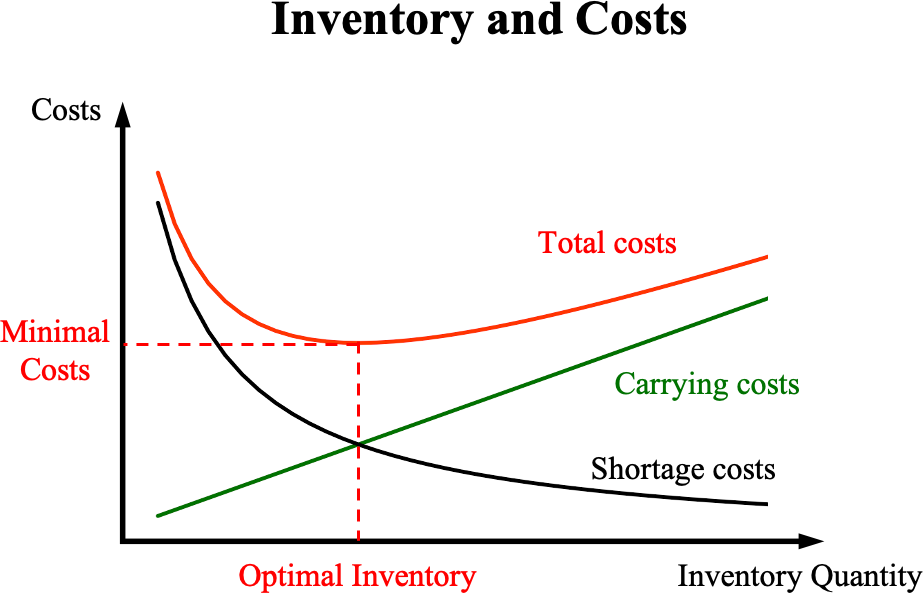 Inventory and Costs
Costs
Total costs
Minimal
Costs
Carrying costs
Shortage costs
Optimal Inventory
Inventory Quantity